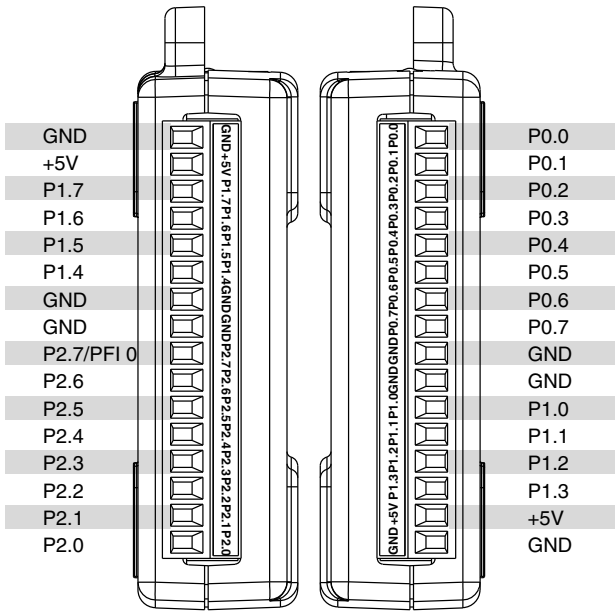 GND
+5V
P1.7
P1.6
P1.5
P1.4
GND
GND
P2.7/PFI 0
P2.6
P2.5
P2.4
P2.3
P2.2
P2.1
P2.0
GND+5V P1.7P1.6P1.5P1.4GNDGNDP2.7P2.6P2.5P2.4P2.3P2.2P2.1P2.0
GND+5V P1.3P1.2P1.1P1.0GNDGNDP0.7P0.6P0.5P0.4P0.3P0.2P0.1P0.0
P0.0
P0.1
P0.2
P0.3
P0.4
P0.5
P0.6
P0.7
GND
GND
P1.0
P1.1
P1.2
P1.3
+5V
GND